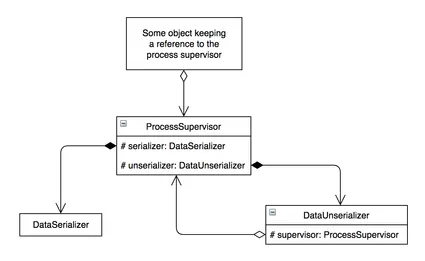 Some object keeping
a reference to the
process supervisor
ProcessSupervisor
# serializer: DataSerializer
# unserializer: DataUnserializer
DataSerializer
DataUnserializer
# supervisor: ProcessSupervisor